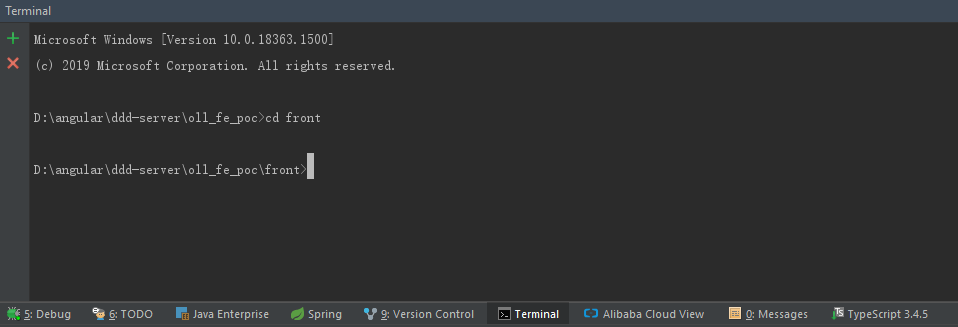 Terminal
Microsoft Windows [Version 10.0.18363.1500]
(c) 2019 Microsoft Corporation. All rights reserved.
D:\angular\ddd-server\oll_fe_poc>cd front
D:\angular\ddd-server\oll_fe_poc\front>
5: Debug 6: TODO Java Enterprise Spring 9: Version Control Terminal Alibaba Cloud View 0: Messages TypeScript 3.4.5